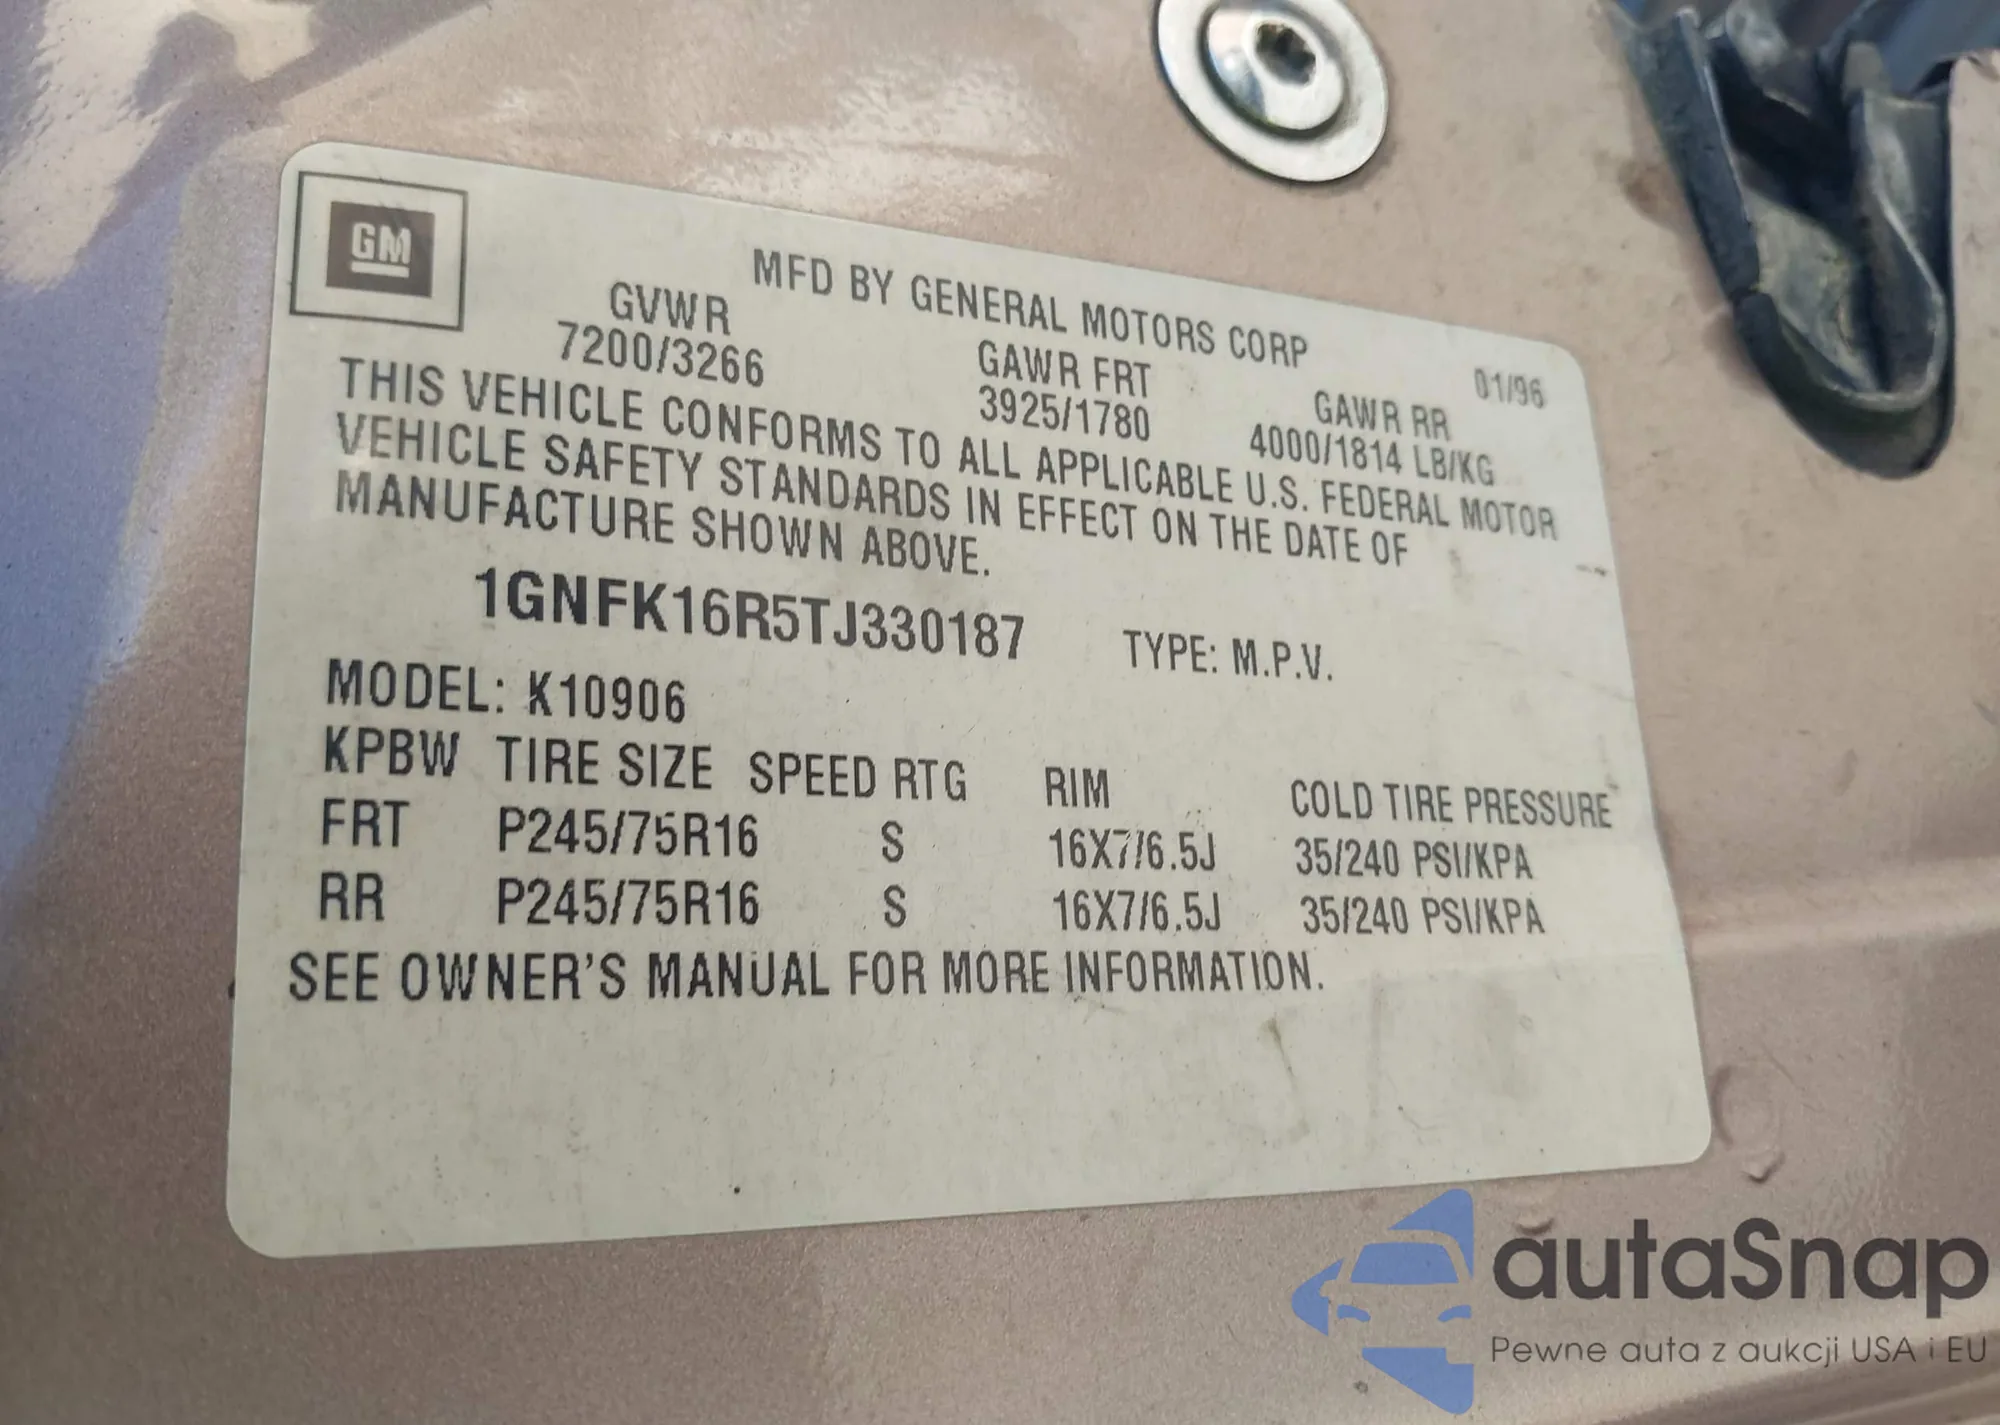 GM
MFD BY GENERAL MOTORS CORP
01/96
GVWR GAWR FRT GAWR RR
7200/3266 3925/1780 4000/1814 LB/KG
THIS VEHICLE CONFORMS TO ALL APPLICABLE U.S. FEDERAL MOTOR
VEHICLE SAFETY STANDARDS IN EFFECT ON THE DATE OF
MANUFACTURE SHOWN ABOVE.
1GNFK16R5TJ330187 TYPE: M.P.V.
MODEL: K10906
KPBW TIRE SIZE SPEED RTG RIM COLD TIRE PRESSURE
FRT P245/75R16 S 16X7/6.5J 35/240 PSI/KPA
RR P245/75R16 S 16X7/6.5J 35/240 PSI/KPA
SEE OWNER'S MANUAL FOR MORE INFORMATION.
autaSnap
Pewne auta z aukcji USA i EU